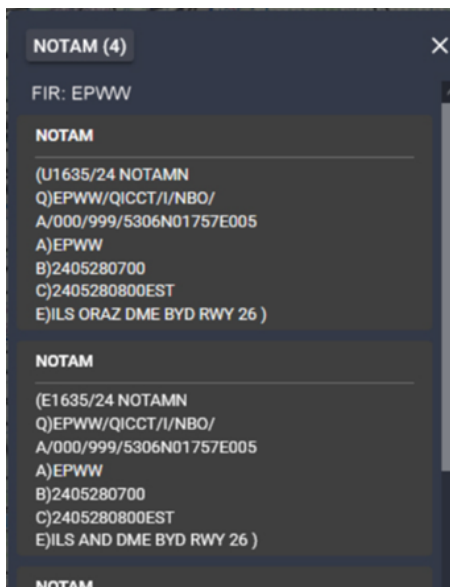 NOTAM (4)
FIR: EPWW
NOTAM
(U1635/24 NOTAMN
Q)EPWW/QICCT/I/NBO/
A/000/999/5306N01757E005
A)EPWW
B)2405280700
C)2405280800EST
E)ILS ORAZ DME BYD RWY 26 )
NOTAM
(E1635/24 NOTAMN
Q)EPWW/QICCT/I/NBO/
A/000/999/5306N01757E005
A)EPWW
B)2405280700
C)2405280800EST
E)ILS AND DME BYD RWY 26 )
NOTAM